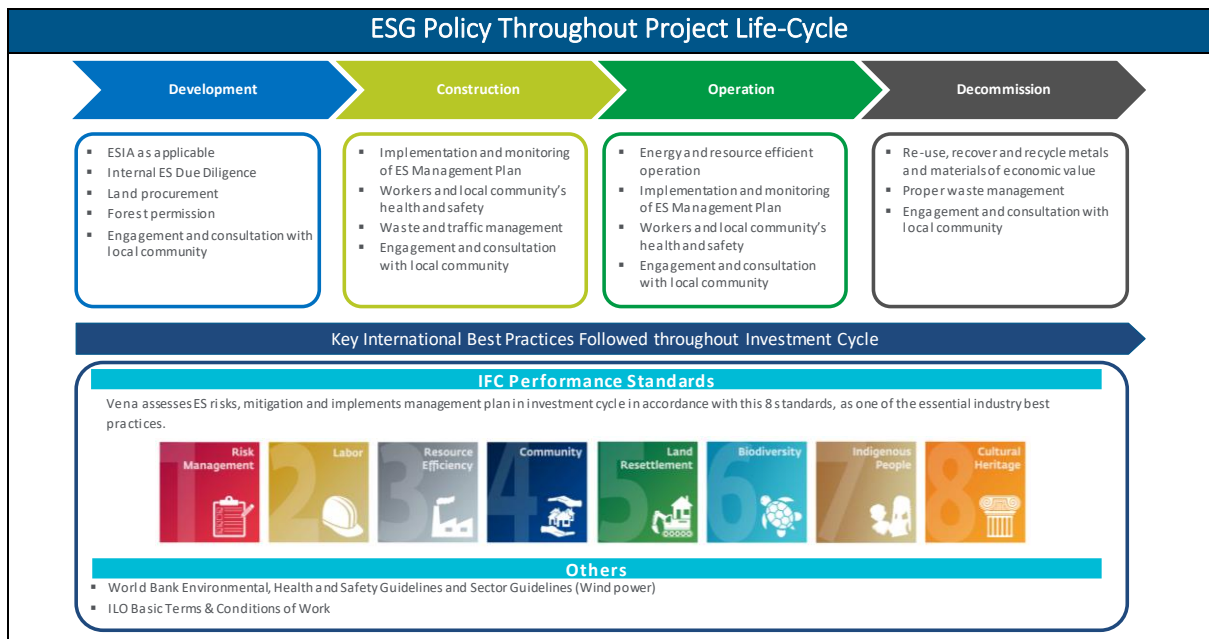 ESG Policy Throughout Project Life-Cycle
Development
Construction
Operation
Decommission
▪ ESIA as applicable
▪ Internal ES Due Diligence
▪ Land procurement
▪ Forest permission
▪ Engagement and consultation with
local community
▪ Implementation and monitoring
of ES Management Plan
▪ Workers and local community's
health and safety
▪ Waste and traffic management
▪ Engagement and consultation
with local community
▪ Energy and resource efficient
operation
▪ Implementation and monitoring
of ES Management Plan
▪ Workers and local community's
health and safety
▪ Engagement and consultation
with local community
▪ Re-use, recover and recycle metals
and materials of economic value
▪ Proper waste management
▪ Engagement and consultation with
local community
Key International Best Practices Followed throughout Investment Cycle
IFC Performance Standards
Vena assesses ES risks, mitigation and implements management plan in investment cycle in accordance with this 8 standards, as one of the essential industry best
practices.
1
Risk
Management
2
Labor
3
Resource
Efficiency
4
Community
5
Land
Resettlement
6
Biodiversity
7
Indigenous
People
8
Cultural
Heritage
Others
▪ World Bank Environmental, Health and Safety Guidelines and Sector Guidelines (Wind power)
▪ ILO Basic Terms & Conditions of Work